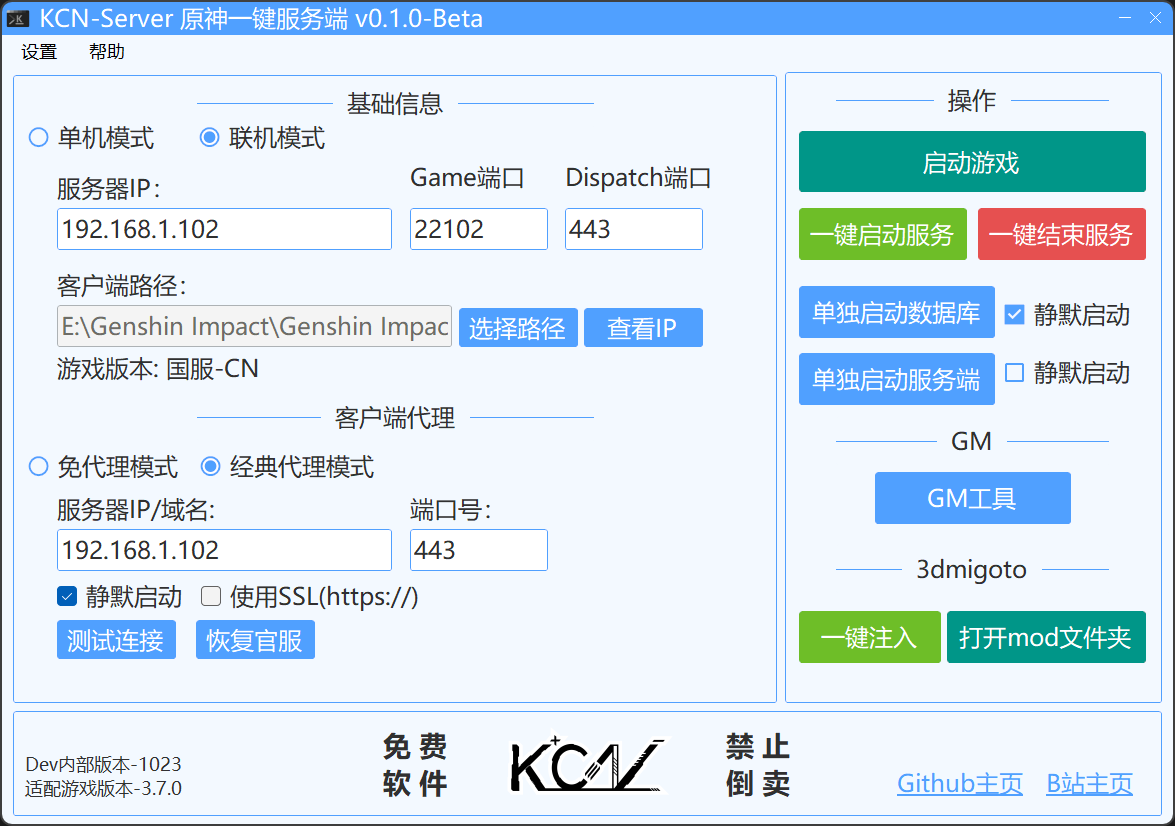 KCN-Server 原神一键服务端 v0.1.0-Beta
设置 帮助
基础信息
单机模式 联机模式
服务器IP: Game端口 Dispatch端口
192.168.1.102 22102 443
客户端路径:
E:\Genshin Impact\Genshin Impac 选择路径 查看IP
游戏版本: 国服-CN
客户端代理
免代理模式 经典代理模式
服务器IP/域名: 端口号:
192.168.1.102 443
静默启动 使用SSL(https://)
测试连接 恢复官服
操作
启动游戏
一键启动服务 一键结束服务
单独启动数据库 静默启动
单独启动服务端 静默启动
GM
GM工具
3dmigoto
一键注入 打开mod文件夹
Dev内部版本-1023
适配游戏版本-3.7.0
免费
软件
KCN
禁止
倒卖
Github主页 B站主页